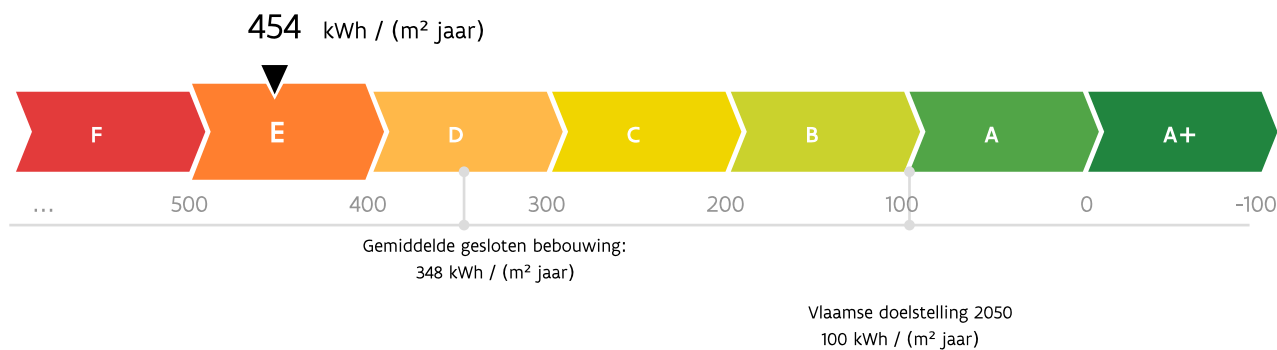 454 kWh / (m² jaar)
F E D C B A A+
... 500 400 300 200 100 0 -100
Gemiddelde gesloten bebouwing:
348 kWh / (m² jaar)
Vlaamse doelstelling 2050
100 kWh / (m² jaar)